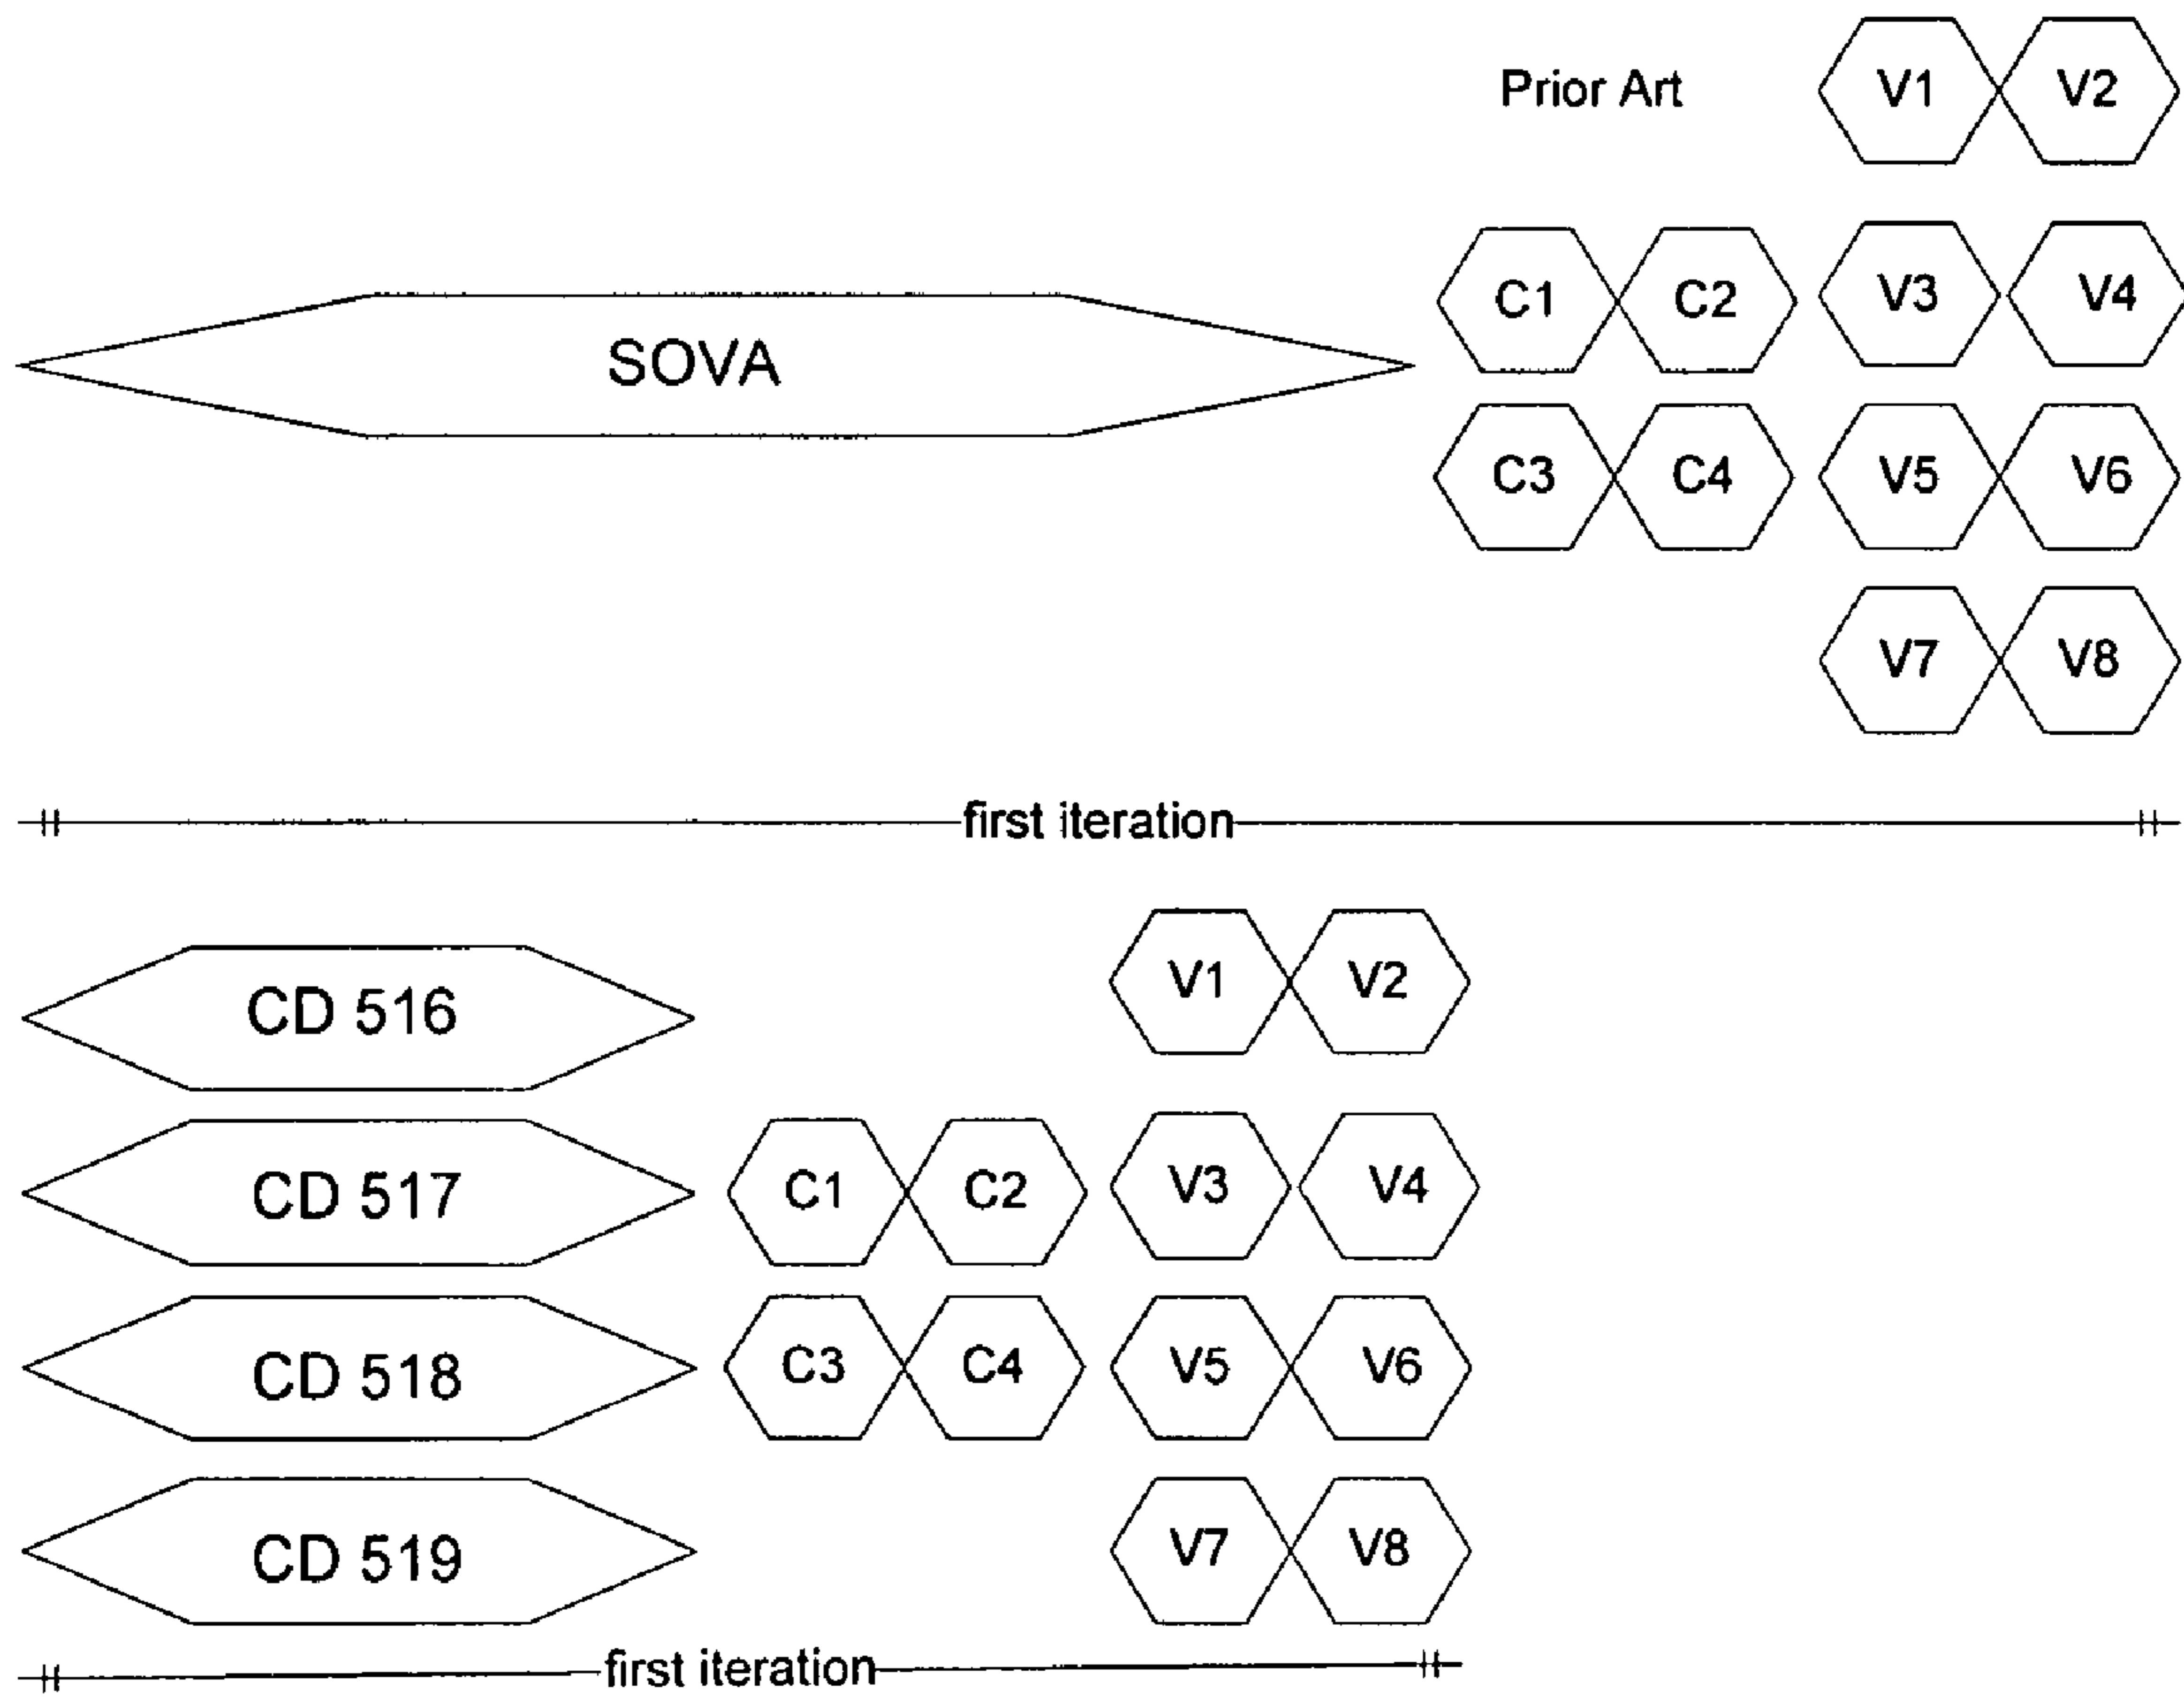 Prior Art V1 V2
SOVA C1 C2 V3 V4
C3 C4 V5 V6
V7 V8
first iteration
CD 516 V1 V2
CD 517 C1 C2 V3 V4
CD 518 C3 C4 V5 V6
CD 519 V7 V8
first iteration